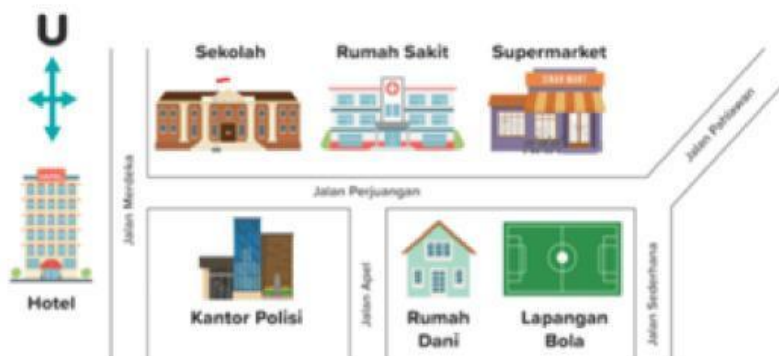 U
Sekolah
Rumah Sakit
Supermarket
Jalan Pahlawan
Jalan Merdeka
Jalan Perjuangan
Hotel
Kantor Polisi
Jalan Apel
Rumah
Dani
Lapangan
Bola
Jalan Sederhana